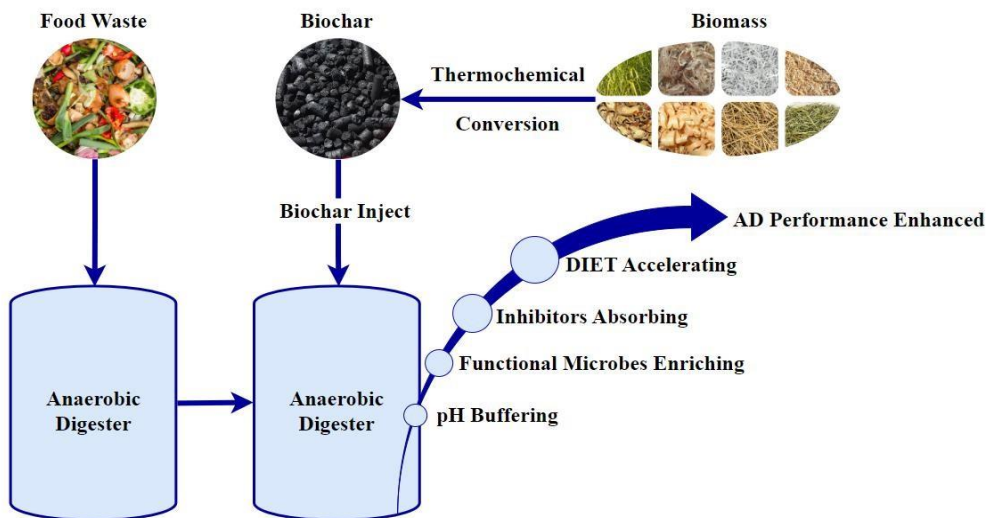 Food Waste
Biochar
Biomass
Thermochemical
Conversion
Biochar Inject
AD Performance Enhanced
DIET Accelerating
Inhibitors Absorbing
Functional Microbes Enriching
pH Buffering
Anaerobic
Digester
Anaerobic
Digester